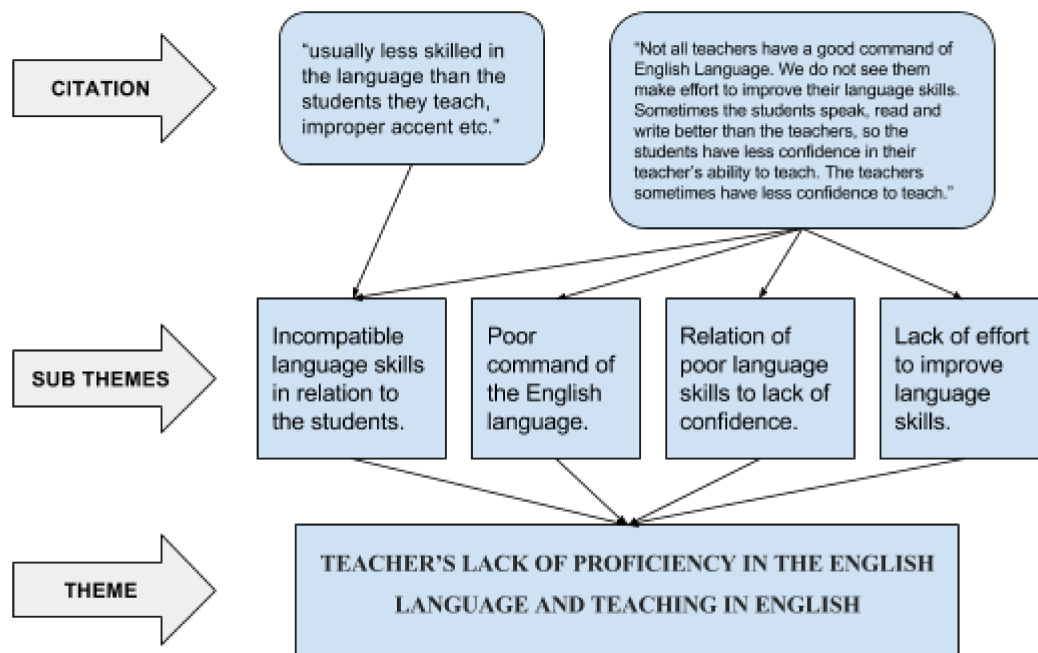 CITATION
“usually less skilled in
the language than the
students they teach,
improper accent etc.”
“Not all teachers have a good command of
English Language. We do not see them
make effort to improve their language skills.
Sometimes the students speak, read and
write better than the teachers, so the
students have less confidence in their
teacher’s ability to teach. The teachers
sometimes have less confidence to teach.”
SUB THEMES
Incompatible
language skills
in relation to
the students.
Poor
command of
the English
language.
Relation of
poor language
skills to lack of
confidence.
Lack of effort
to improve
language
skills.
THEME
TEACHER’S LACK OF PROFICIENCY IN THE ENGLISH
LANGUAGE AND TEACHING IN ENGLISH